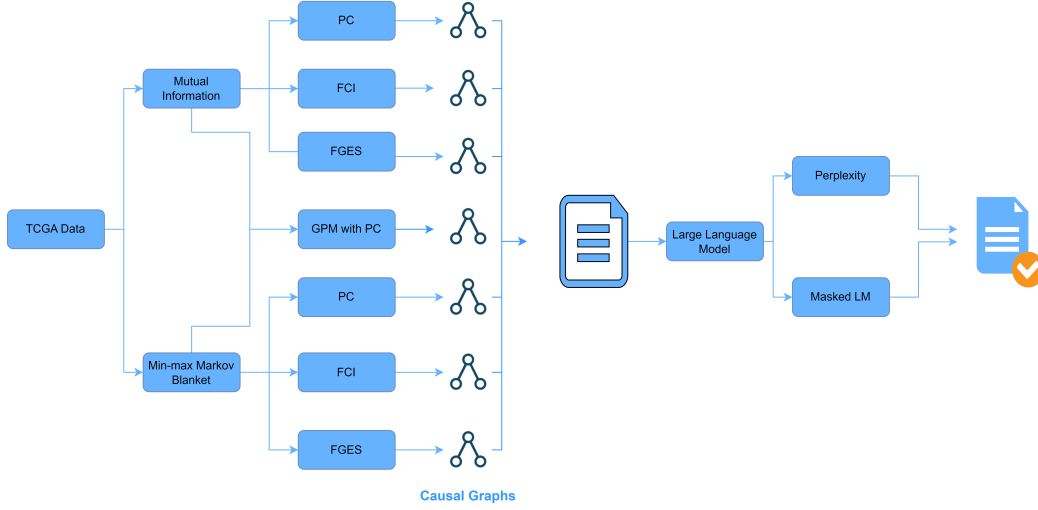 PC
Mutual
Information
FCI
FGES
TCGA Data
GPM with PC
PC
Min-max Markov
Blanket
FCI
FGES
Causal Graphs
Large Language
Model
Perplexity
Masked LM